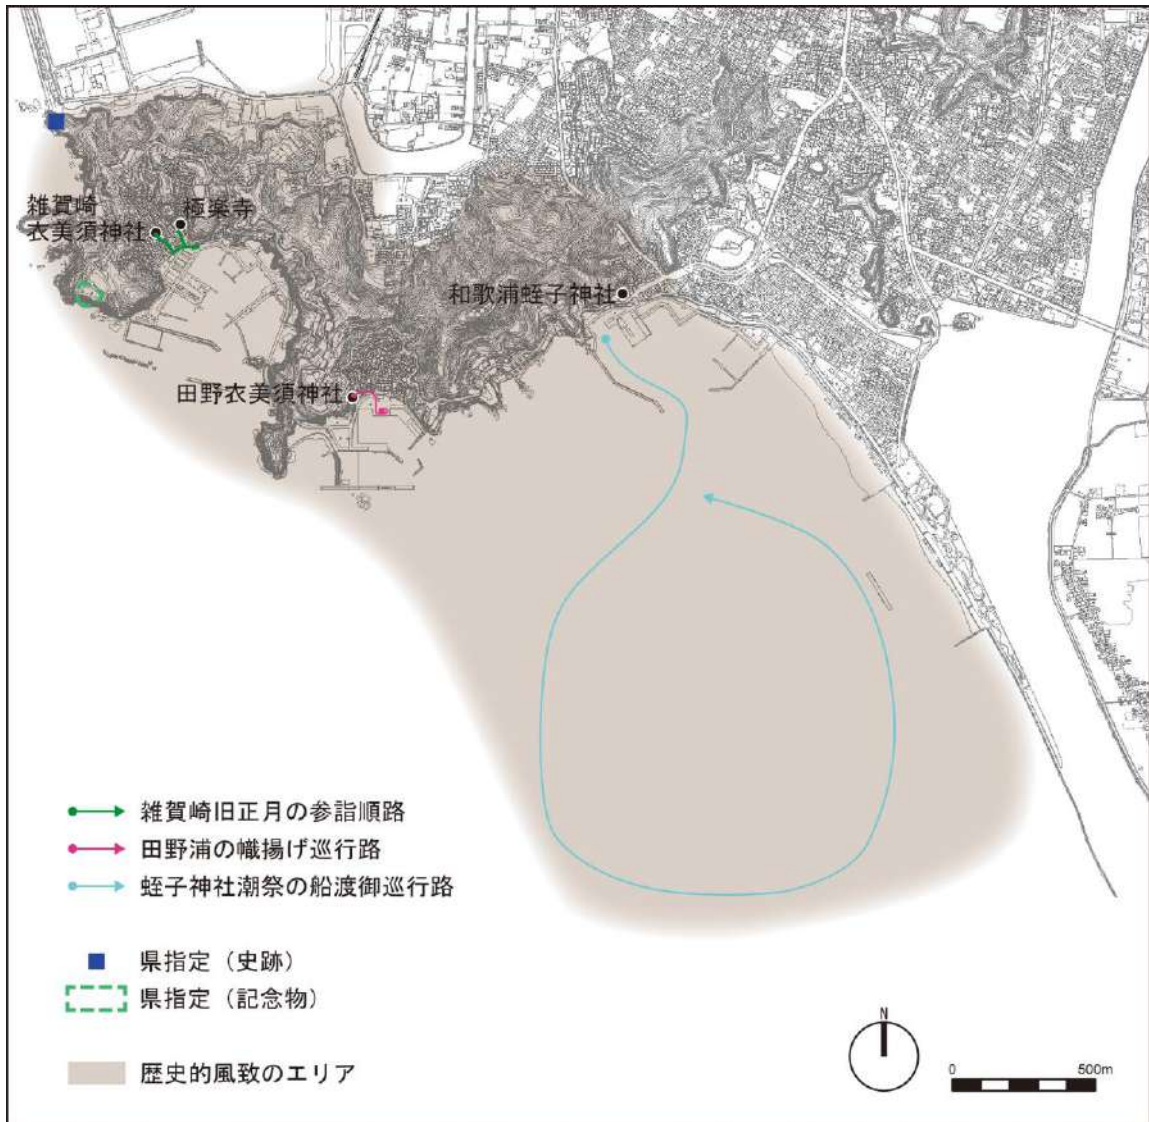 雑賀崎
衣美須神社
極楽寺
和歌浦蛭子神社
田野衣美須神社
雑賀崎旧正月の参詣順路
田野浦の幟揚げ巡行路
蛭子神社潮祭の船渡御巡行路
県指定（史跡）
県指定（記念物）
歴史的風致のエリア
N
0 500m